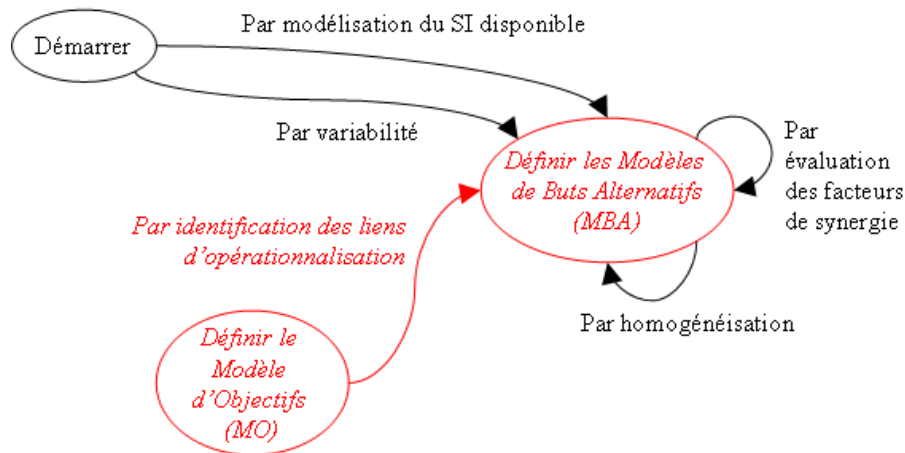 Par modélisation du SI disponible
Démarrer
Par variabilité
Définir les Modèles
de Buts Alternatifs
(MBA)
Par
évaluation
des facteurs
de synergie
Par identification des liens
d'opérationnalisation
Par homogénéisation
Définir le
Modèle
d'Objectifs
(MO)